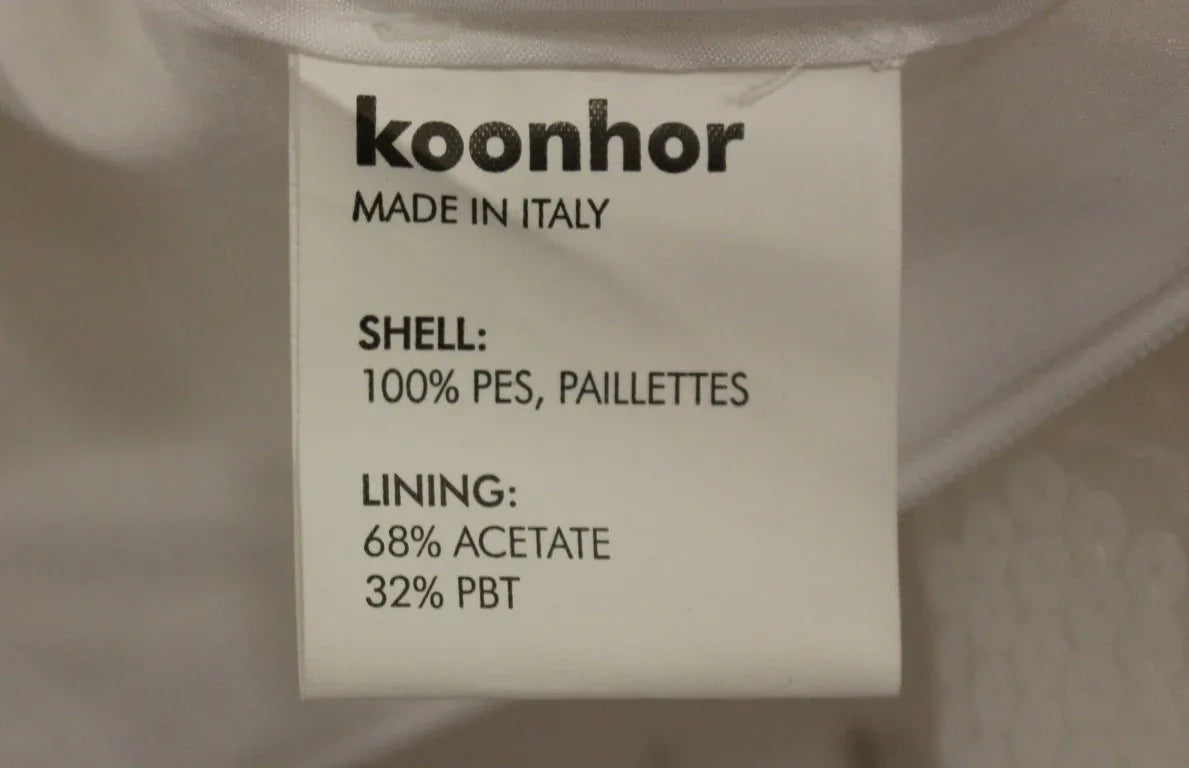 koonhor
MADE IN ITALY
SHELL:
100% PES, PAILLETTES
LINING:
68% ACETATE
32% PBT